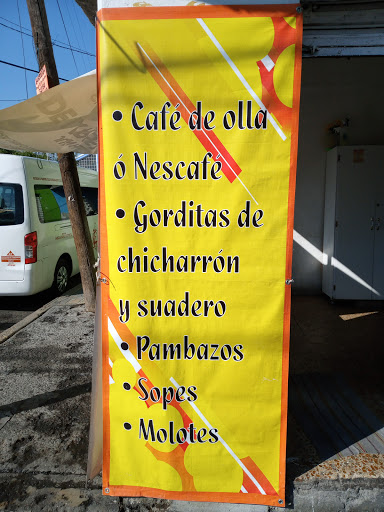 • Café de olla
ó Nescafé
• Gorditas de
chicharrón
y suadero
• Pambazos
• Sopes
• Molotes